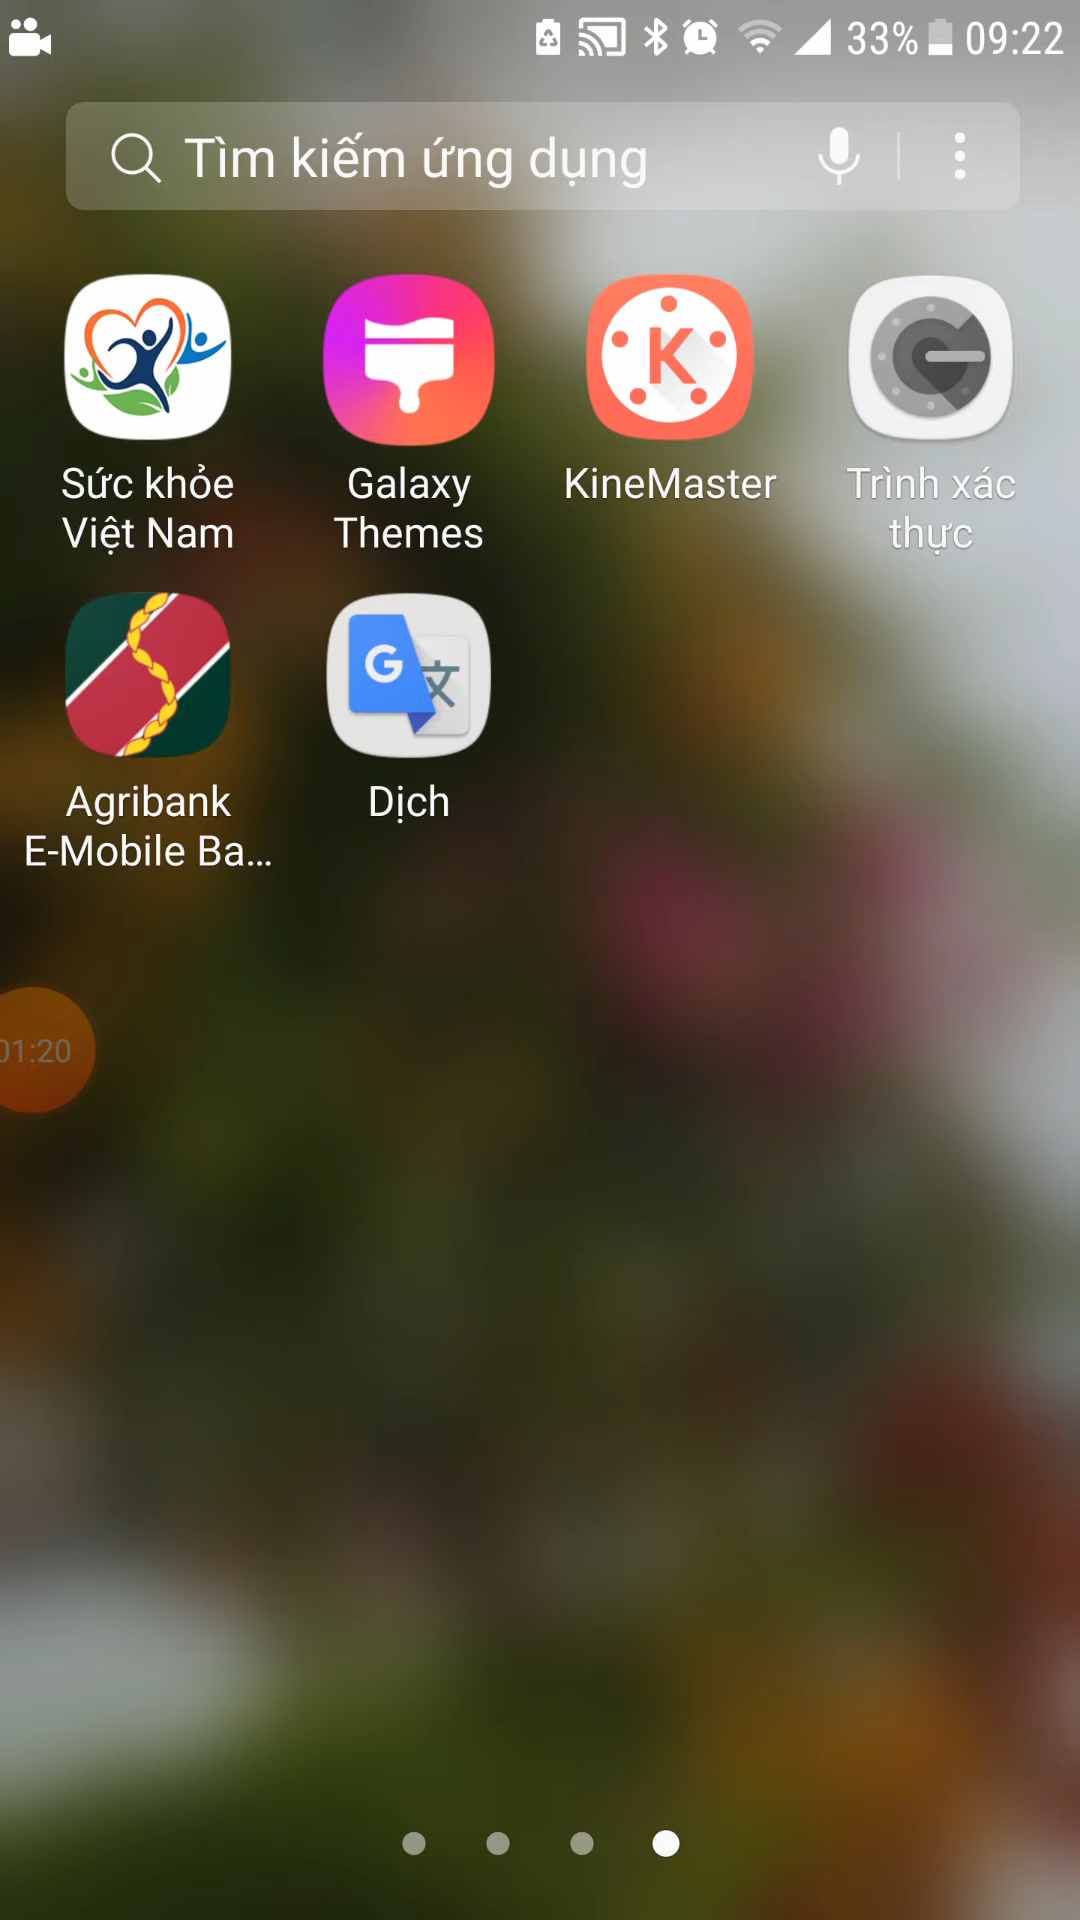 33% 09:22
Tìm kiếm ứng dụng
K
Sức khỏe
Việt Nam
Galaxy
Themes
KineMaster
Trình xác
thực
G 文
Agribank
E-Mobile Ba...
Dịch
01:20